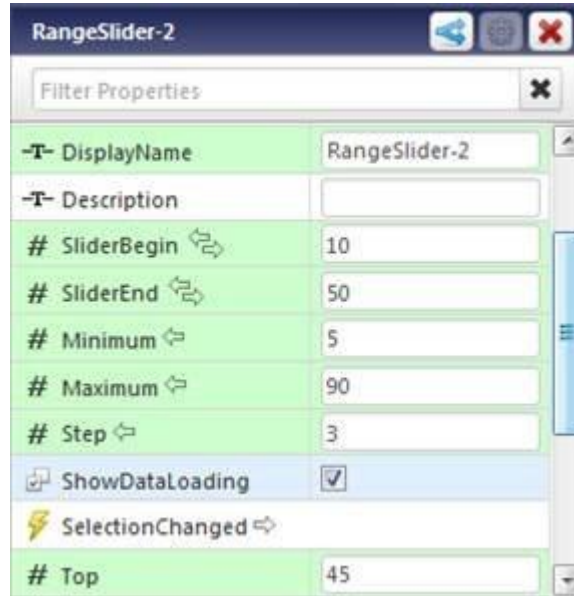 RangeSlider-2
Filter Properties
-T- DisplayName RangeSlider-2
-T- Description
# SliderBegin 10
# SliderEnd 50
# Minimum 5
# Maximum 90
# Step 3
ShowDataLoading
SelectionChanged
# Top 45